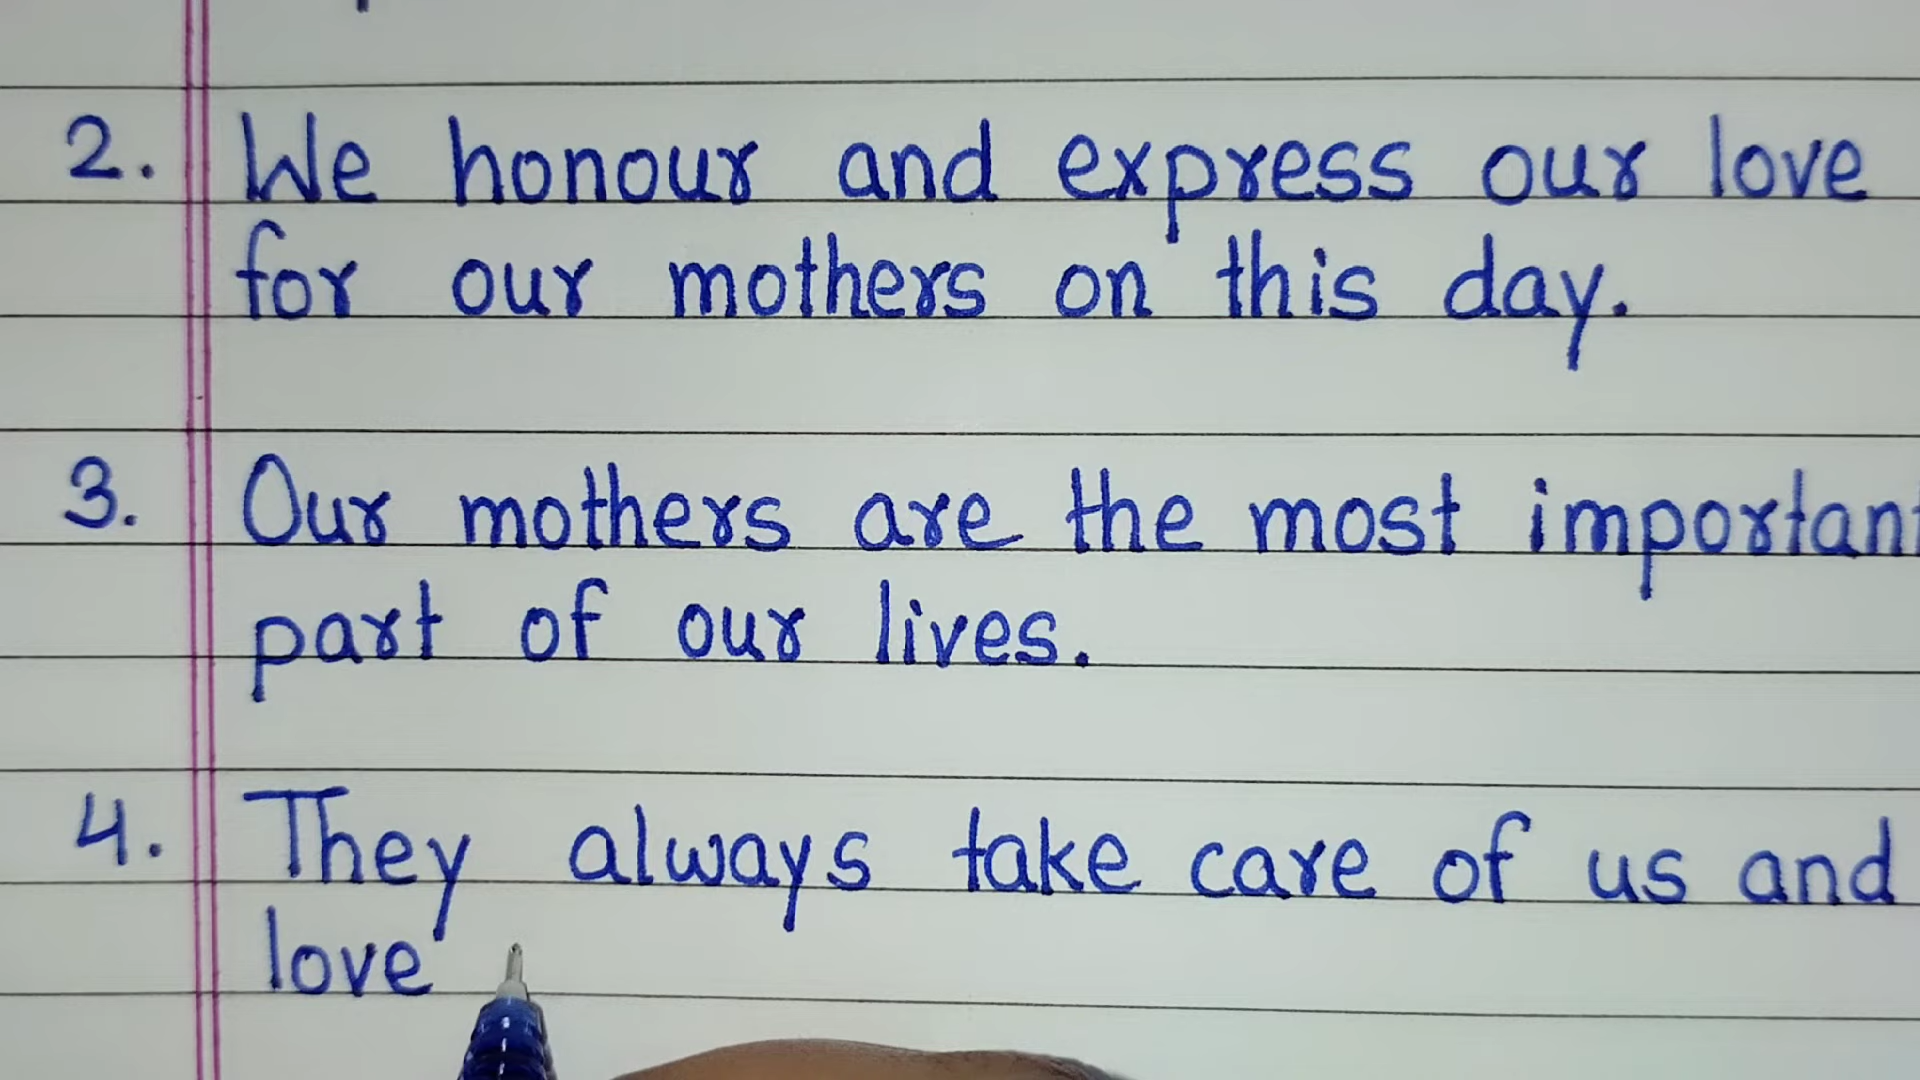 2. We honour and express our love
for our mothers on this day.
3. Our mothers are the most important
part of our lives.
4. They always take care of us and
love